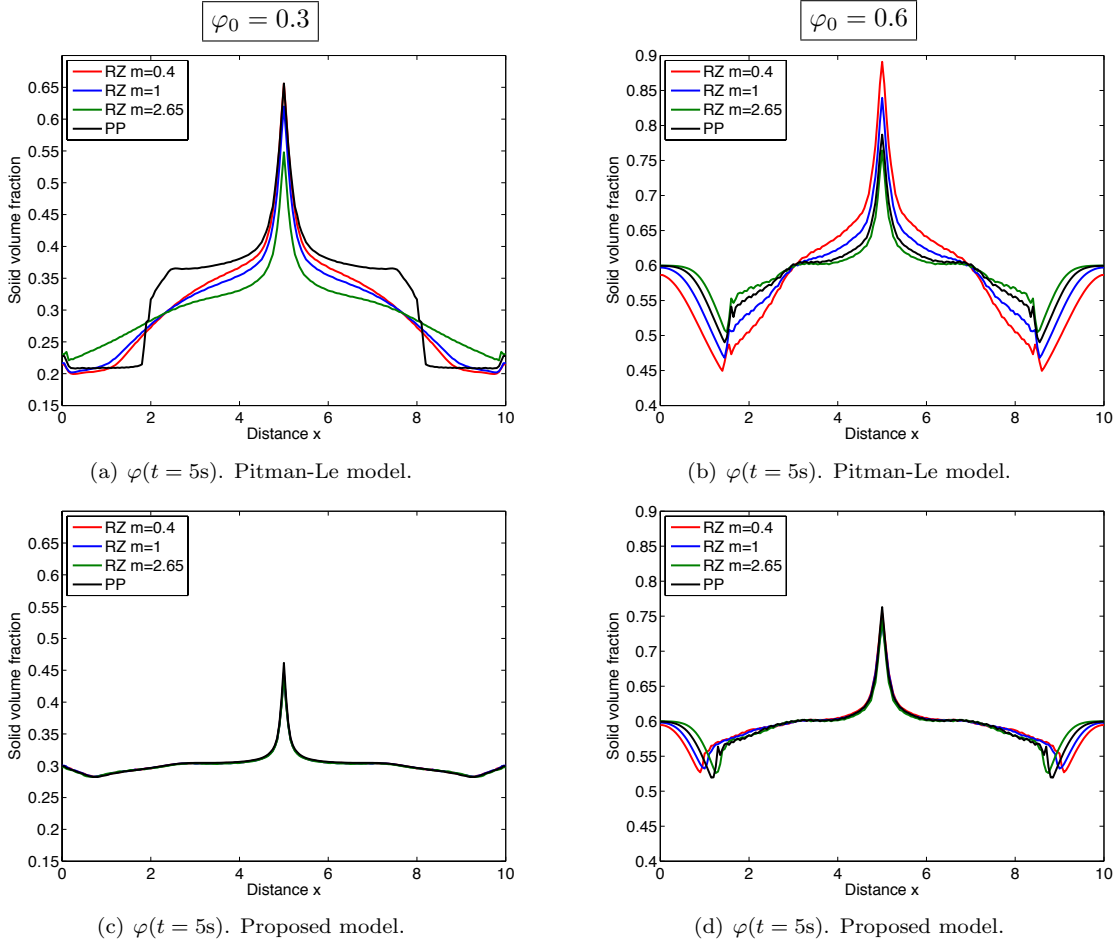 φ₀ = 0.3
φ₀ = 0.6
RZ m=0.4
RZ m=1
RZ m=2.65
PP
0.65
0.6
0.55
0.5
0.45
0.4
0.35
0.3
0.25
0.2
0.15
0 2 4 6 8 10
Solid volume fraction
Distance x
(a) φ(t = 5s). Pitman-Le model.
RZ m=0.4
RZ m=1
RZ m=2.65
PP
0.9
0.85
0.8
0.75
0.7
0.65
0.6
0.55
0.5
0.45
0.4
0 2 4 6 8 10
Solid volume fraction
Distance x
(b) φ(t = 5s). Pitman-Le model.
RZ m=0.4
RZ m=1
RZ m=2.65
PP
0.65
0.6
0.55
0.5
0.45
0.4
0.35
0.3
0.25
0.2
0.15
0 2 4 6 8 10
Solid volume fraction
Distance x
(c) φ(t = 5s). Proposed model.
RZ m=0.4
RZ m=1
RZ m=2.65
PP
0.9
0.85
0.8
0.75
0.7
0.65
0.6
0.55
0.5
0.45
0.4
0 2 4 6 8 10
Solid volume fraction
Distance x
(d) φ(t = 5s). Proposed model.